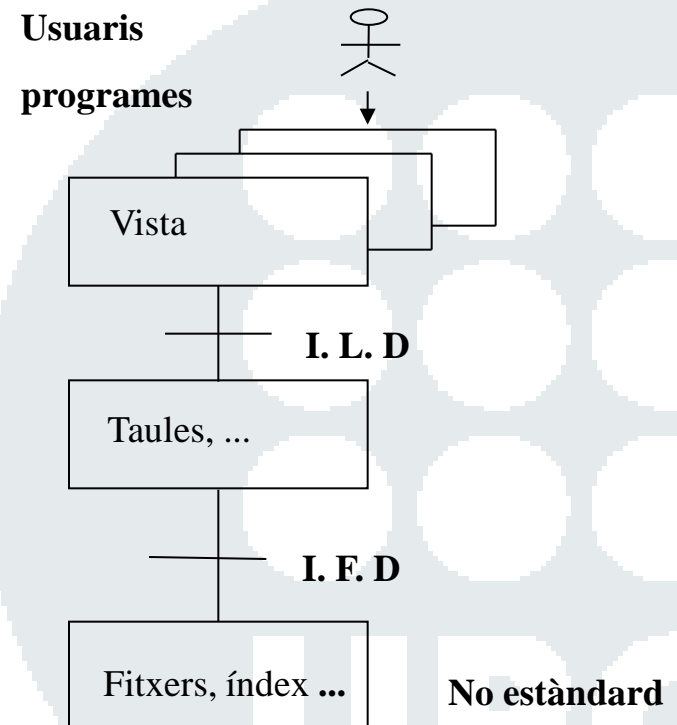 Usuaris
programes
Vista
I. L. D
Taules, ...
I. F. D
Fitxers, índex ...
No estàndard